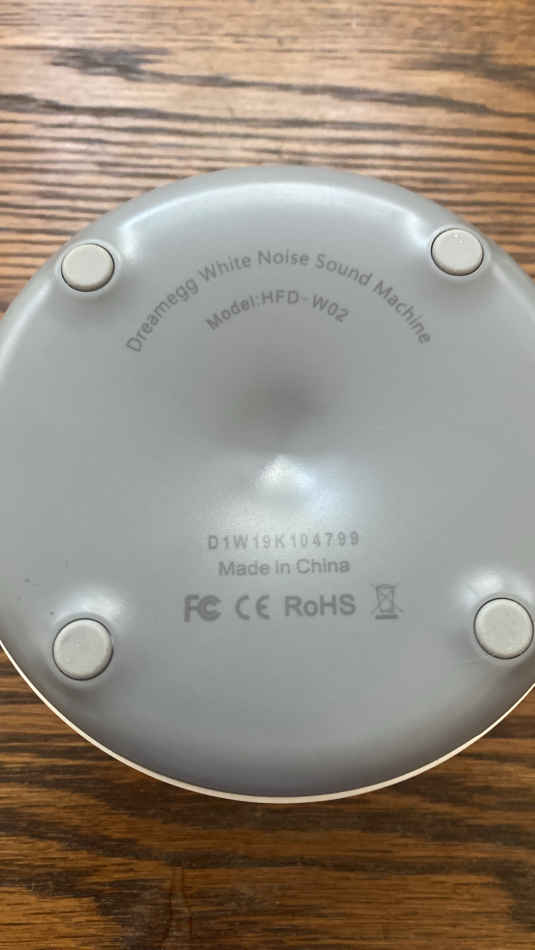 Dreamegg White Noise Sound Machine
Model:HFD-W02
D1W19K104799
Made in China
FC CE RoHS